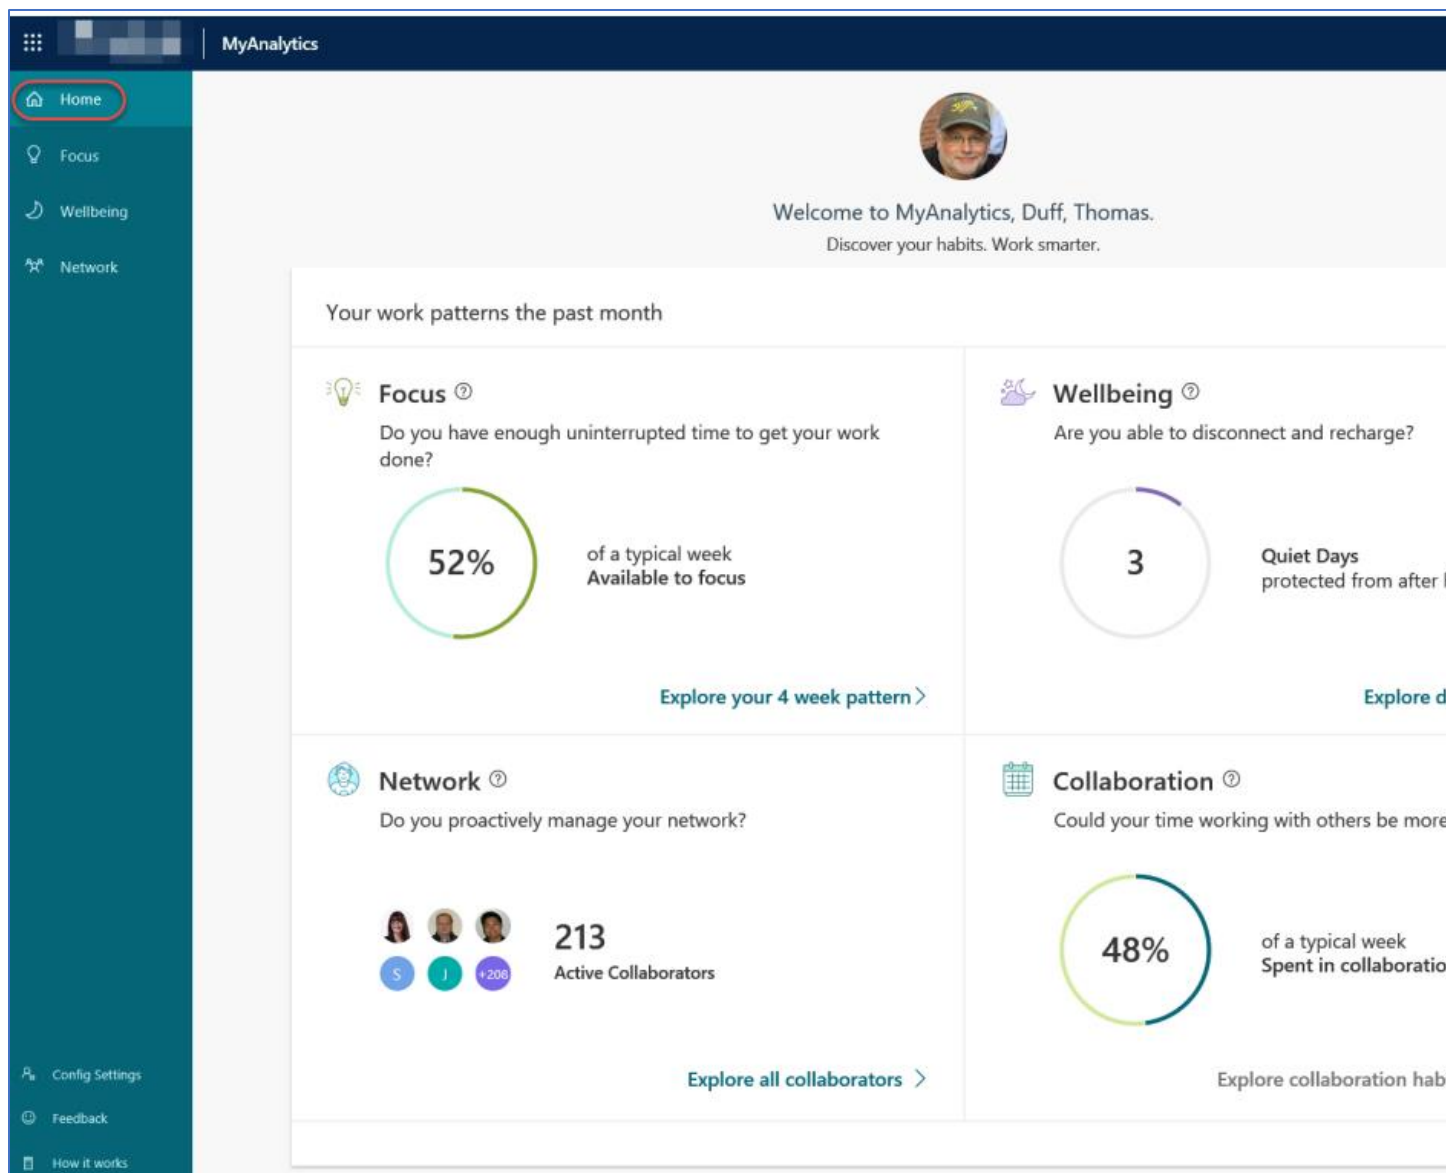 MyAnalytics
Home
Focus
Wellbeing
Network
Welcome to MyAnalytics, Duff, Thomas.
Discover your habits. Work smarter.
Your work patterns the past month
Focus
Do you have enough uninterrupted time to get your work
done?
52%
of a typical week
Available to focus
Explore your 4 week pattern
Wellbeing
Are you able to disconnect and recharge?
3
Quiet Days
protected from after
Explore
Network
Do you proactively manage your network?
S
J
+208
213
Active Collaborators
Explore all collaborators
Collaboration
Could your time working with others be more
48%
of a typical week
Spent in
Explore collaboration
Config Settings
Feedback
How it works